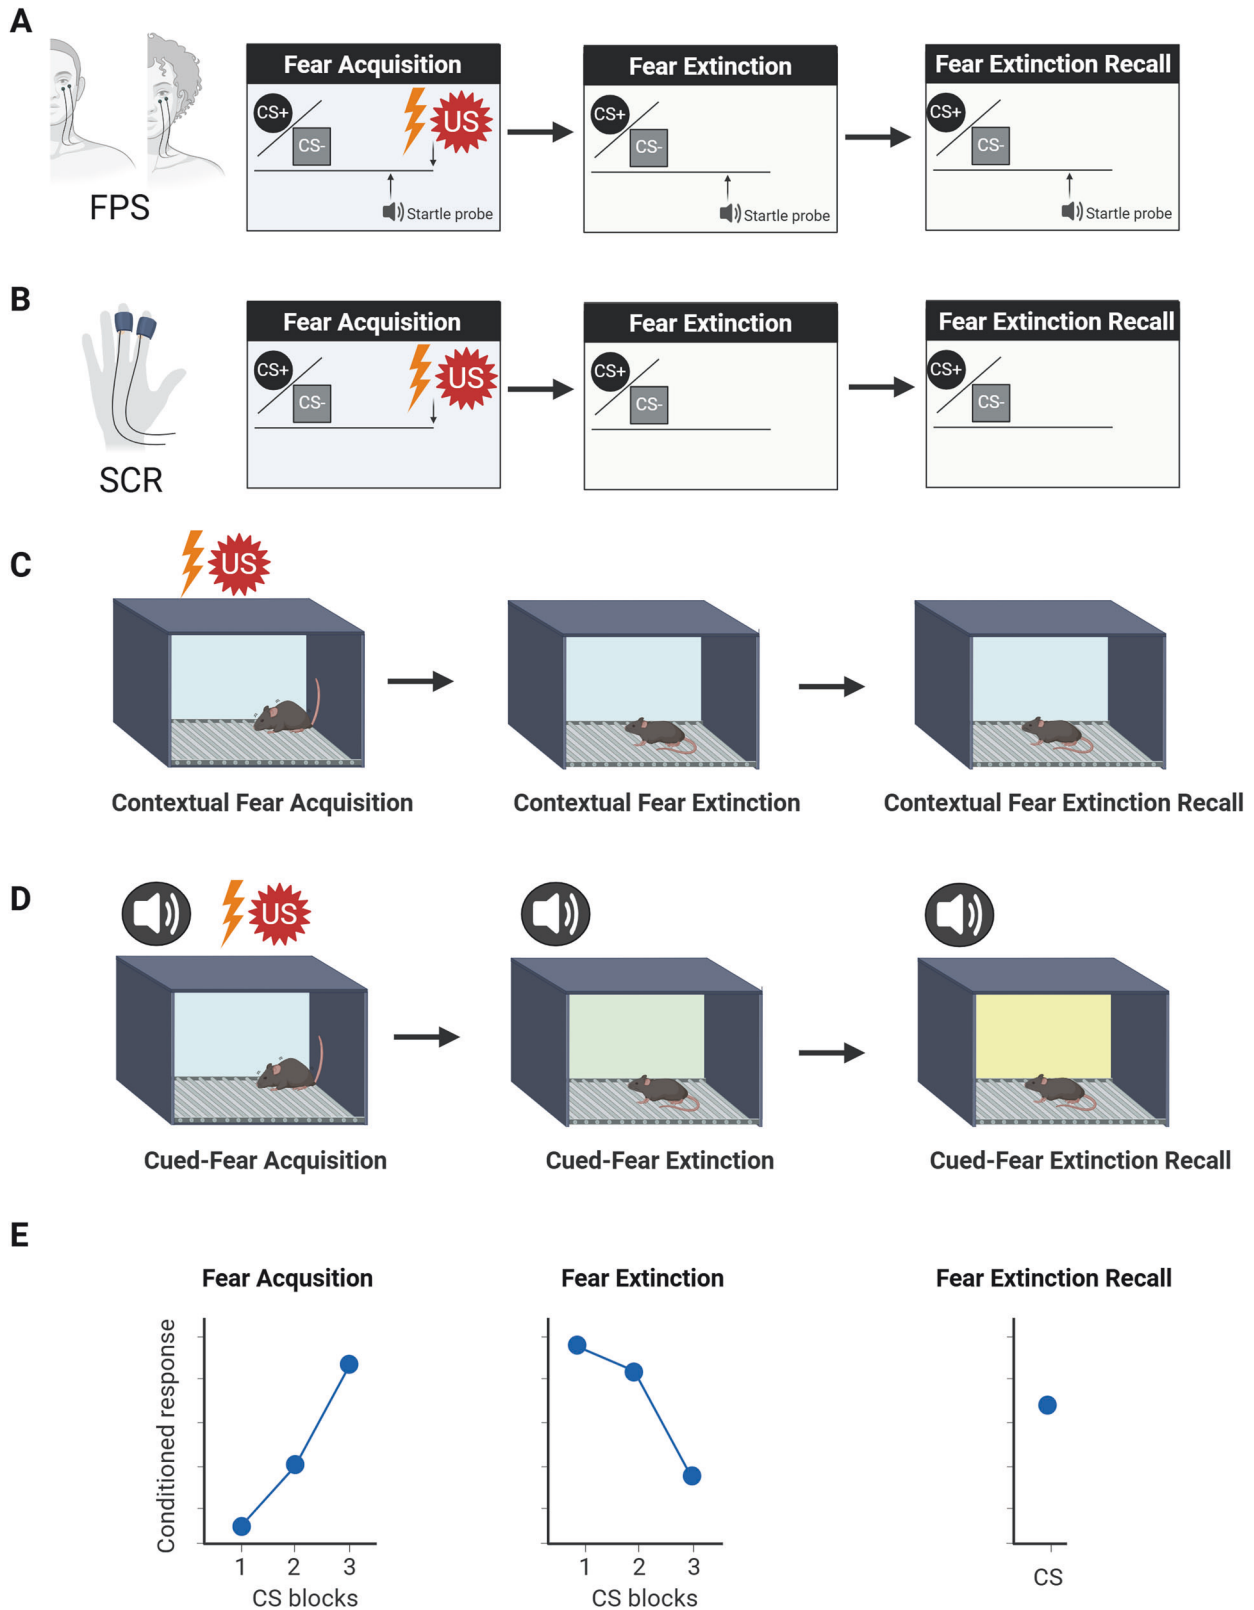 A
Fear Acquisition
Fear Extinction
Fear Extinction Recall
CS+
CS-
US
CS+
CS-
CS+
CS-
Startle probe
Startle probe
Startle probe
FPS
B
Fear Acquisition
Fear Extinction
Fear Extinction Recall
CS+
CS-
US
CS+
CS-
CS+
CS-
SCR
C
US
Contextual Fear Acquisition
Contextual Fear Extinction
Contextual Fear Extinction Recall
D
US
Cued-Fear Acquisition
Cued-Fear Extinction
Cued-Fear Extinction Recall
E
Fear Acqusition
Fear Extinction
Fear Extinction Recall
Conditioned response
1 2 3
CS blocks
1 2 3
CS blocks
CS